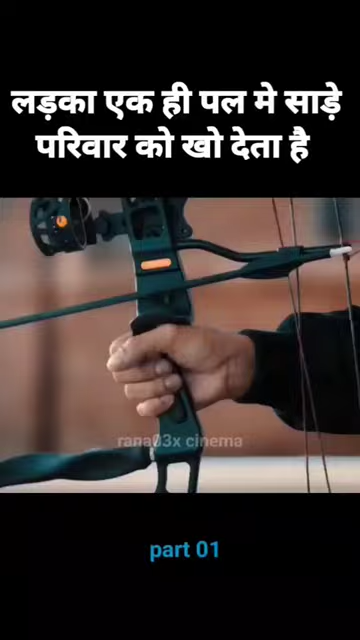 लड़का एक ही पल मे साड़े
परिवार को खो देता है
rana03x cinema
part 01